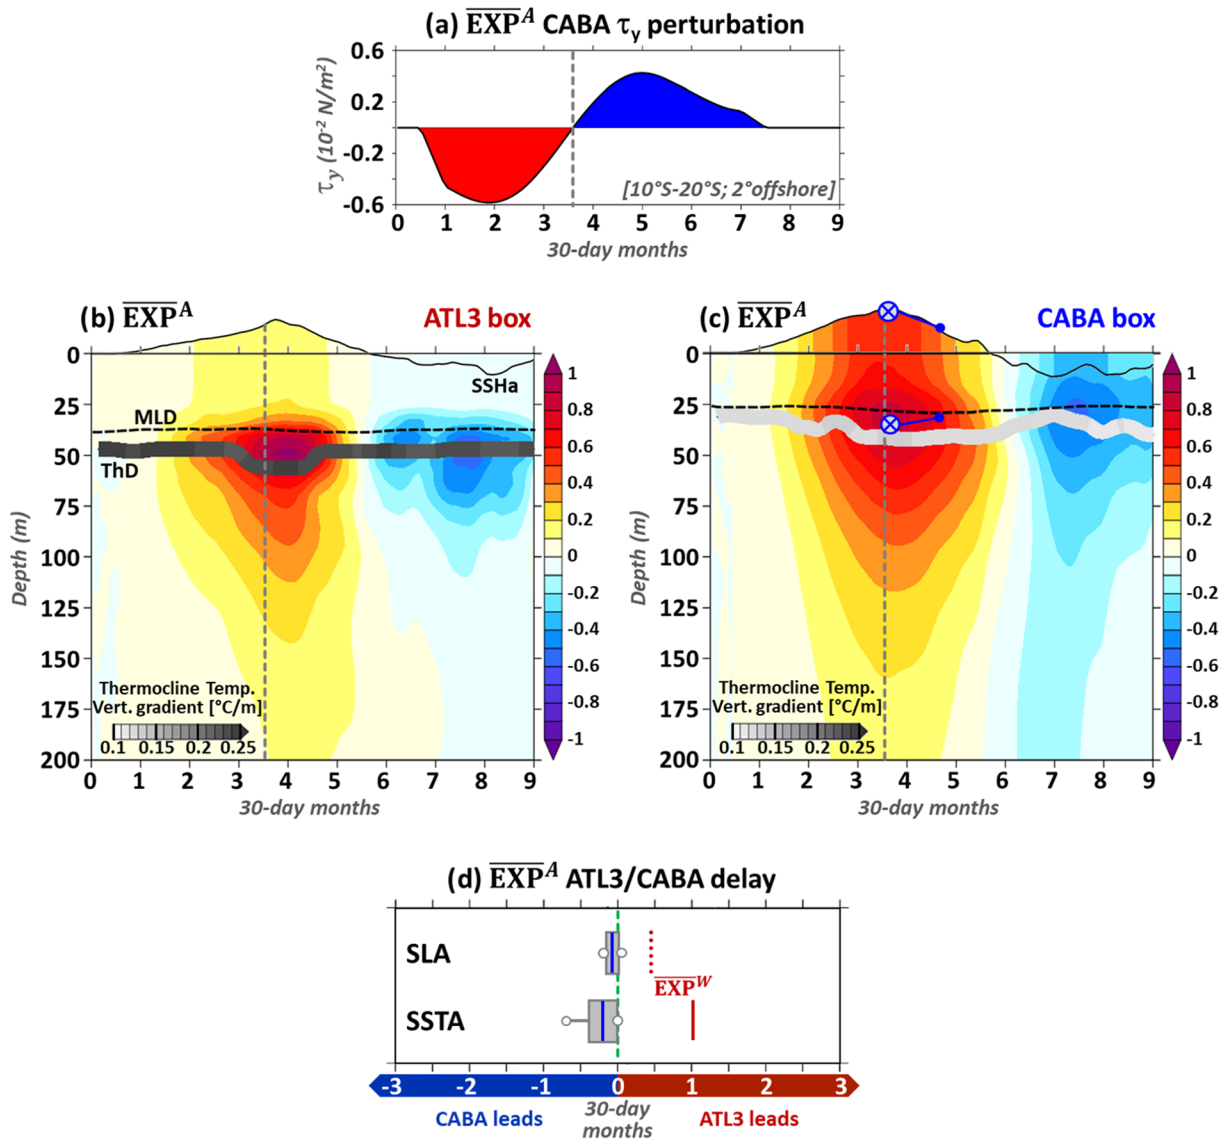 (a) EXP^A CABA τy perturbation
0.6
0.2
-0.2
-0.6
τy (10⁻² N/m²)
[10°S-20°S; 2°offshore]
0 1 2 3 4 5 6 7 8 9
30-day months
(b) EXP^A ATL3 box
SSHa
MLD
ThD
0
25
50
75
100
125
150
175
200
Depth (m)
Thermocline Temp.
Vert. gradient [°C/m]
0.1 0.15 0.2 0.25
0 1 2 3 4 5 6 7 8 9
30-day months
1
0.8
0.6
0.4
0.2
0
-0.2
-0.4
-0.6
-0.8
-1
(c) EXP^A CABA box
0
25
50
75
100
125
150
175
200
Depth (m)
Thermocline Temp.
Vert. gradient [°C/m]
0.1 0.15 0.2 0.25
0 1 2 3 4 5 6 7 8 9
30-day months
1
0.8
0.6
0.4
0.2
0
-0.2
-0.4
-0.6
-0.8
-1
(d) EXP^A ATL3/CABA delay
SLA
EXP^W
SSTA
-3 -2 -1 0 1 2 3
CABA leads
30-day
months
ATL3 leads